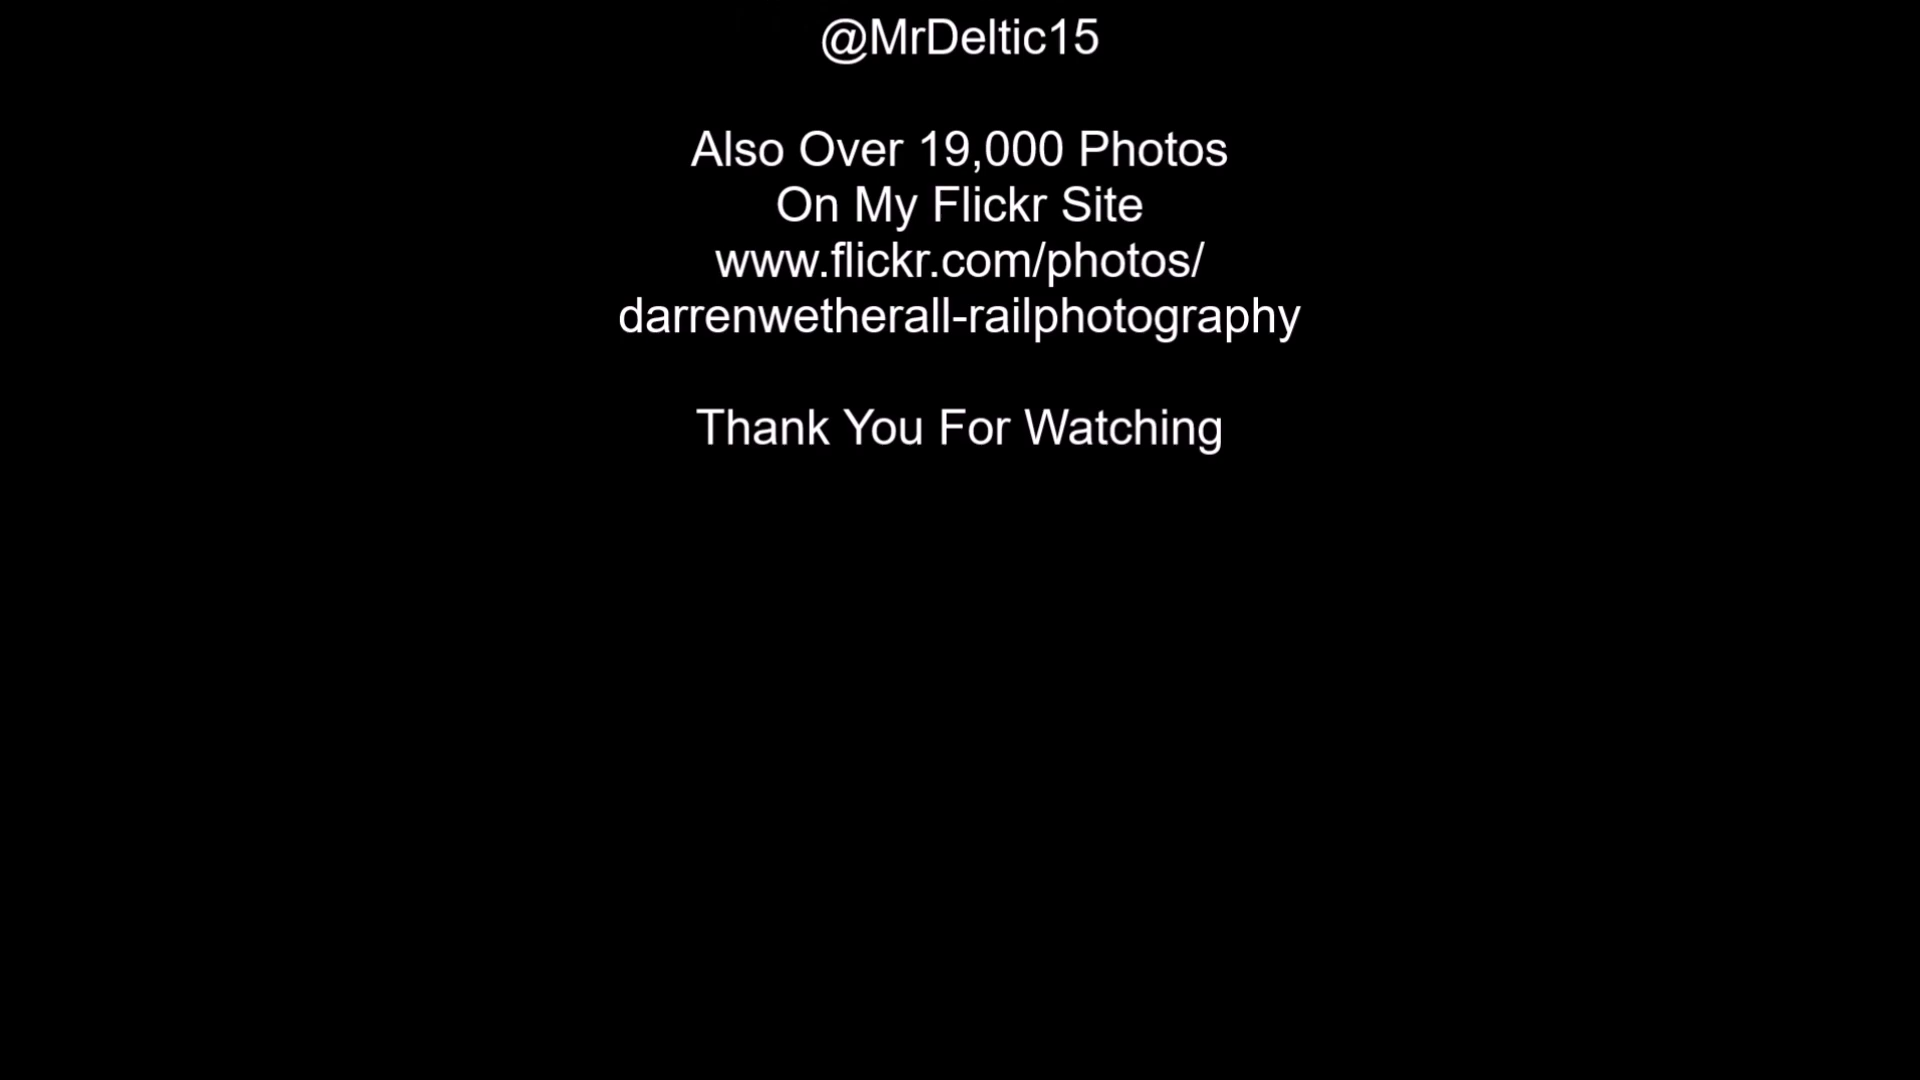 @MrDeltic15
Also Over 19,000 Photos
On My Flickr Site
www.flickr.com/photos/
darrenwetherall-railphotography
Thank You For Watching